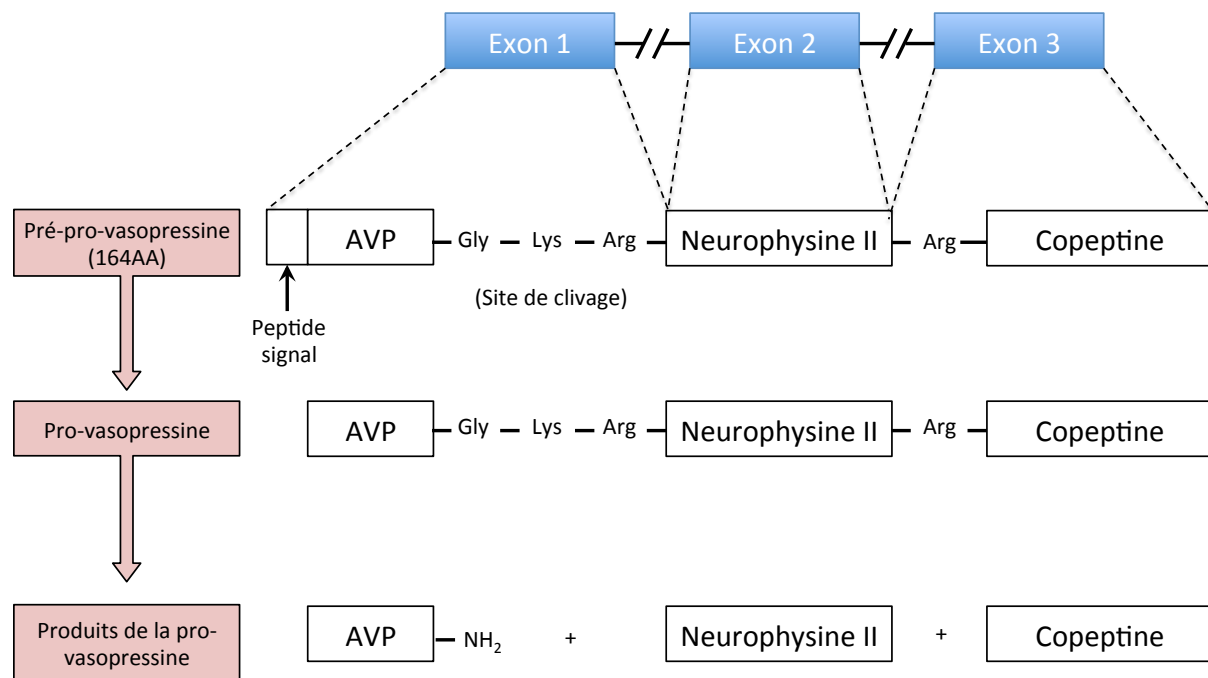 Exon 1 Exon 2 Exon 3
Pré-pro-vasopressine
(164AA)
AVP Gly Lys Arg Neurophysine II Arg Copeptine
(Site de clivage)
Peptide
signal
Pro-vasopressine
AVP Gly Lys Arg Neurophysine II Arg Copeptine
Produits de la pro-
vasopressine
AVP NH₂ + Neurophysine II + Copeptine